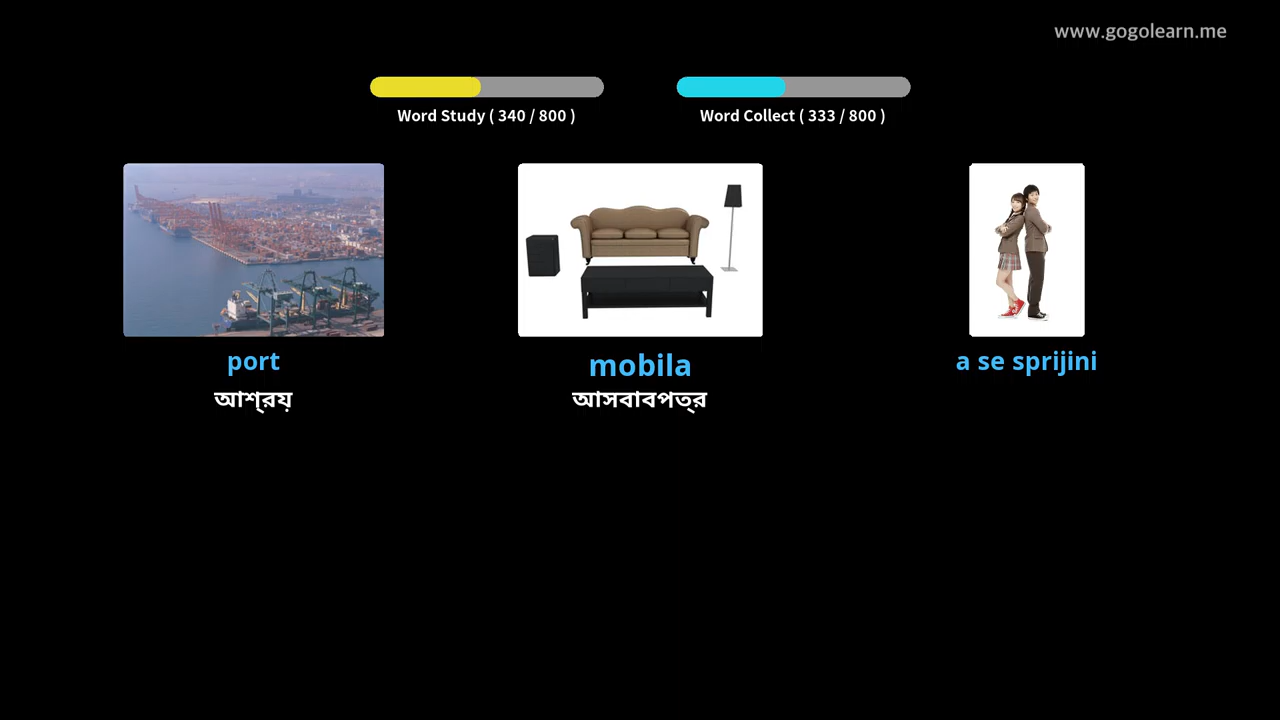 www.gogolearn.me
Word Study ( 340 / 800 )
Word Collect ( 333 / 800 )
port
mobila
a se sprijini
আশ্রয়
আসবাবপত্র